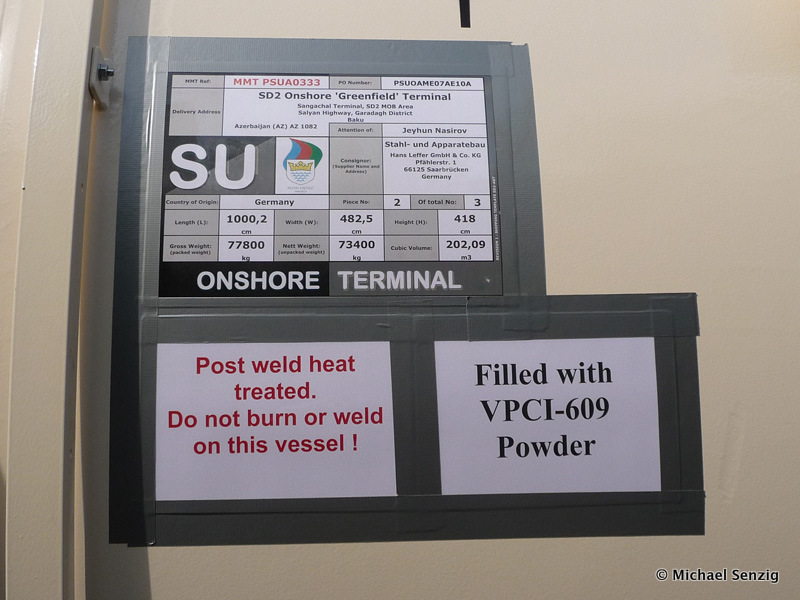 MMT Ref: MMT PSUA0333 PO Number: PSUOAME07AE10A
Delivery Address SD2 Onshore 'Greenfield' Terminal
Sangachal Terminal, SD2 MOB Area
Salyan Highway, Garadagh District
Baku
Azerbaijan (AZ) AZ 1082 Attention of: Jeyhun Nasirov
SU
Consignor:
(Supplier Name and
Address)
Stahl- und Apparatebau
Hans Leffer GmbH & Co. KG
Pfählerstr. 1
66125 Saarbrücken
Germany
Country of Origin: Germany Piece No: 2 Of total No: 3
Length (L): 1000,2 cm Width (W): 482,5 cm Height (H): 418 cm
Gross Weight: (packed weight) 77800 kg Nett Weight: (unpacked weight) 73400 kg Cubic Volume: 202,09 m3
ONSHORE TERMINAL
Post weld heat
treated.
Do not burn or weld
on this vessel !
Filled with
VPCI-609
Powder
© Michael Senzig